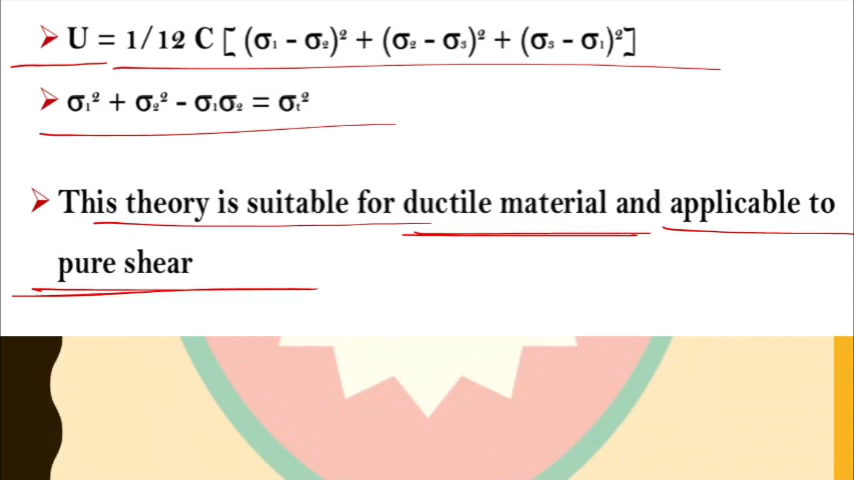 U = 1/12 C [ (σ₁ - σ₂)² + (σ₂ - σ₃)² + (σ₃ - σ₁)²]
σ₁² + σ₂² - σ₁σ₂ = σₜ²
This theory is suitable for ductile material and applicable to
pure shear